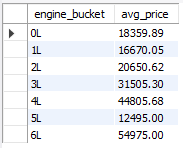 engine_bucket avg_price
0L 18359.89
1L 16670.05
2L 20650.62
3L 31505.30
4L 44805.68
5L 12495.00
6L 54975.00